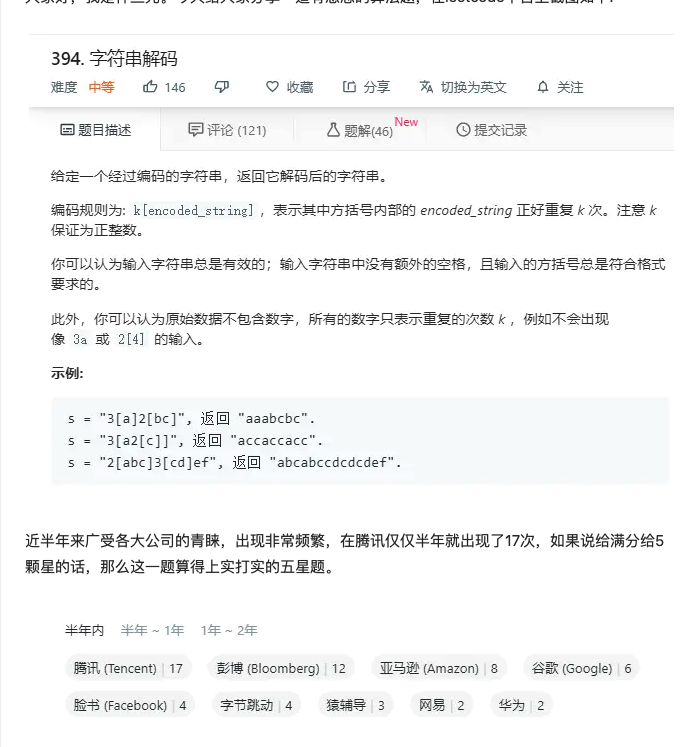 394. 字符串解码
难度 中等 146 收藏 分享 切换为英文 关注
题目描述 评论 (121) 题解(46) New 提交记录
给定一个经过编码的字符串，返回它解码后的字符串。
编码规则为: k[encoded_string]，表示其中方括号内部的 encoded_string 正好重复 k 次。注意 k
保证为正整数。
你可以认为输入字符串总是有效的；输入字符串中没有额外的空格，且输入的方括号总是符合格式
要求的。
此外，你可以认为原始数据不包含数字，所有的数字只表示重复的次数 k ，例如不会出现
像 3a 或 2[4] 的输入。
示例:
s = "3[a]2[bc]", 返回 "aaabcbc".
s = "3[a2[c]]", 返回 "accaccacc".
s = "2[abc]3[cd]ef", 返回 "abcabccdcdcdef".
近半年来广受各大公司的青睐，出现非常频繁，在腾讯仅仅半年就出现了17次，如果说给满分给5
颗星的话，那么这一题算得上实打实的五星题。
半年内 半年 ~ 1年 1年 ~ 2年
腾讯 (Tencent) | 17 彭博 (Bloomberg) | 12 亚马逊 (Amazon) | 8 谷歌 (Google) | 6
脸书 (Facebook) | 4 字节跳动 | 4 猿辅导 | 3 网易 | 2 华为 | 2